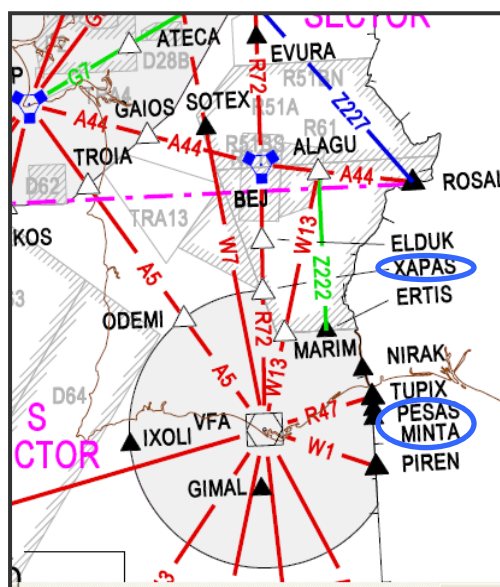 SECTOR
ATECA
D28B
EVURA
G7
R72
R51BN
P
A4
GAIOS
SOTEX
R51A
Z227
A44
A44
R61
ALAGU
TROIA
A44
ROSAL
D62
BEJ
TRA13
KOS
ELDUK
W13
W7
XAPAS
A5
Z222
ERTIS
ODEMI
R72
MARIM
W13
NIRAK
A5
D64
TUPIX
S
R47
PESAS
VFA
CTOR
IXOLI
MINTA
W1
PIREN
GIMAL